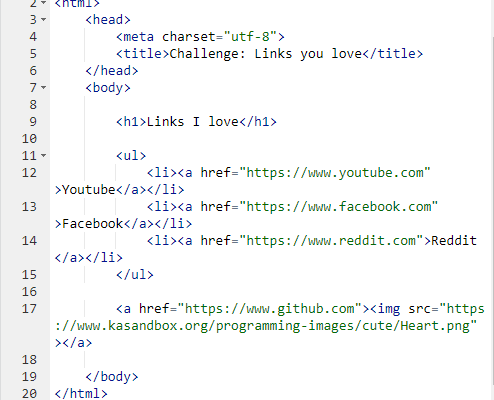 2 <html>
3 <head>
4 <meta charset="utf-8">
5 <title>Challenge: Links you love</title>
6 </head>
7 <body>
8
9 <h1>Links I love</h1>
10
11 <ul>
12 <li><a href="https://www.youtube.com"
>Youtube</a></li>
13 <li><a href="https://www.facebook.com"
>Facebook</a></li>
14 <li><a href="https://www.reddit.com">Reddit
</a></li>
15 </ul>
16
17 <a href="https://www.github.com"><img src="https
://www.kasandbox.org/programming-images/cute/Heart.png"
></a>
18
19 </body>
20 </html>